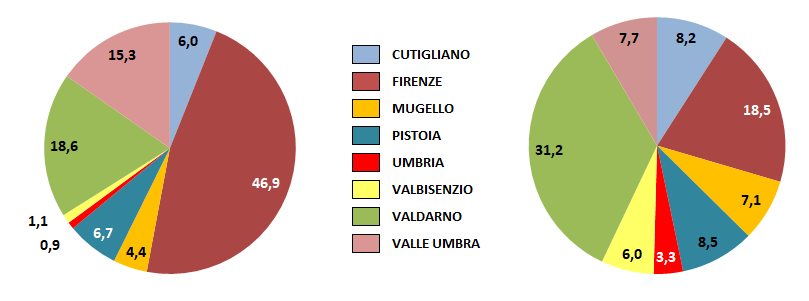 6,0
46,9
4,4
6,7
0,9
1,1
18,6
15,3
CUTIGLIANO
FIRENZE
MUGELLO
PISTOIA
UMBRIA
VALBISENZIO
VALDARNO
VALLE UMBRA
8,2
18,5
7,1
8,5
3,3
6,0
31,2
7,7